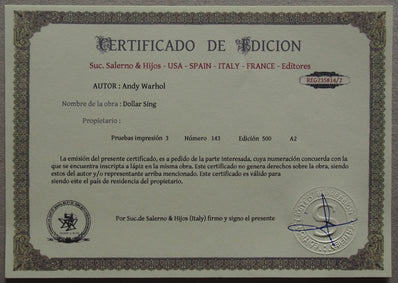 CERTIFICADO DE EDICION
Suc. Salerno & Hijos - USA - SPAIN - ITALY - FRANCE - Editores
REG235814/2
AUTOR : Andy Warhol
Nombre de la obra : Dollar Sing
Propietario :
Pruebas impresión 3 Número 143 Edición 500 A2
La emisión del presente certificado, es a pedido de la parte interesada, cuya numeración concuerda con la
que se encuentra inscripta a lápiz en la misma obra. Este certificado no genera derechos sobre la obra, siendo
estos del autor y/o representante arriba mencionado. Este certificado es válido para
siendo este el país de residencia del propietario.
Por Suc.de Salerno & Hijos (Italy) firmo y signo el presente